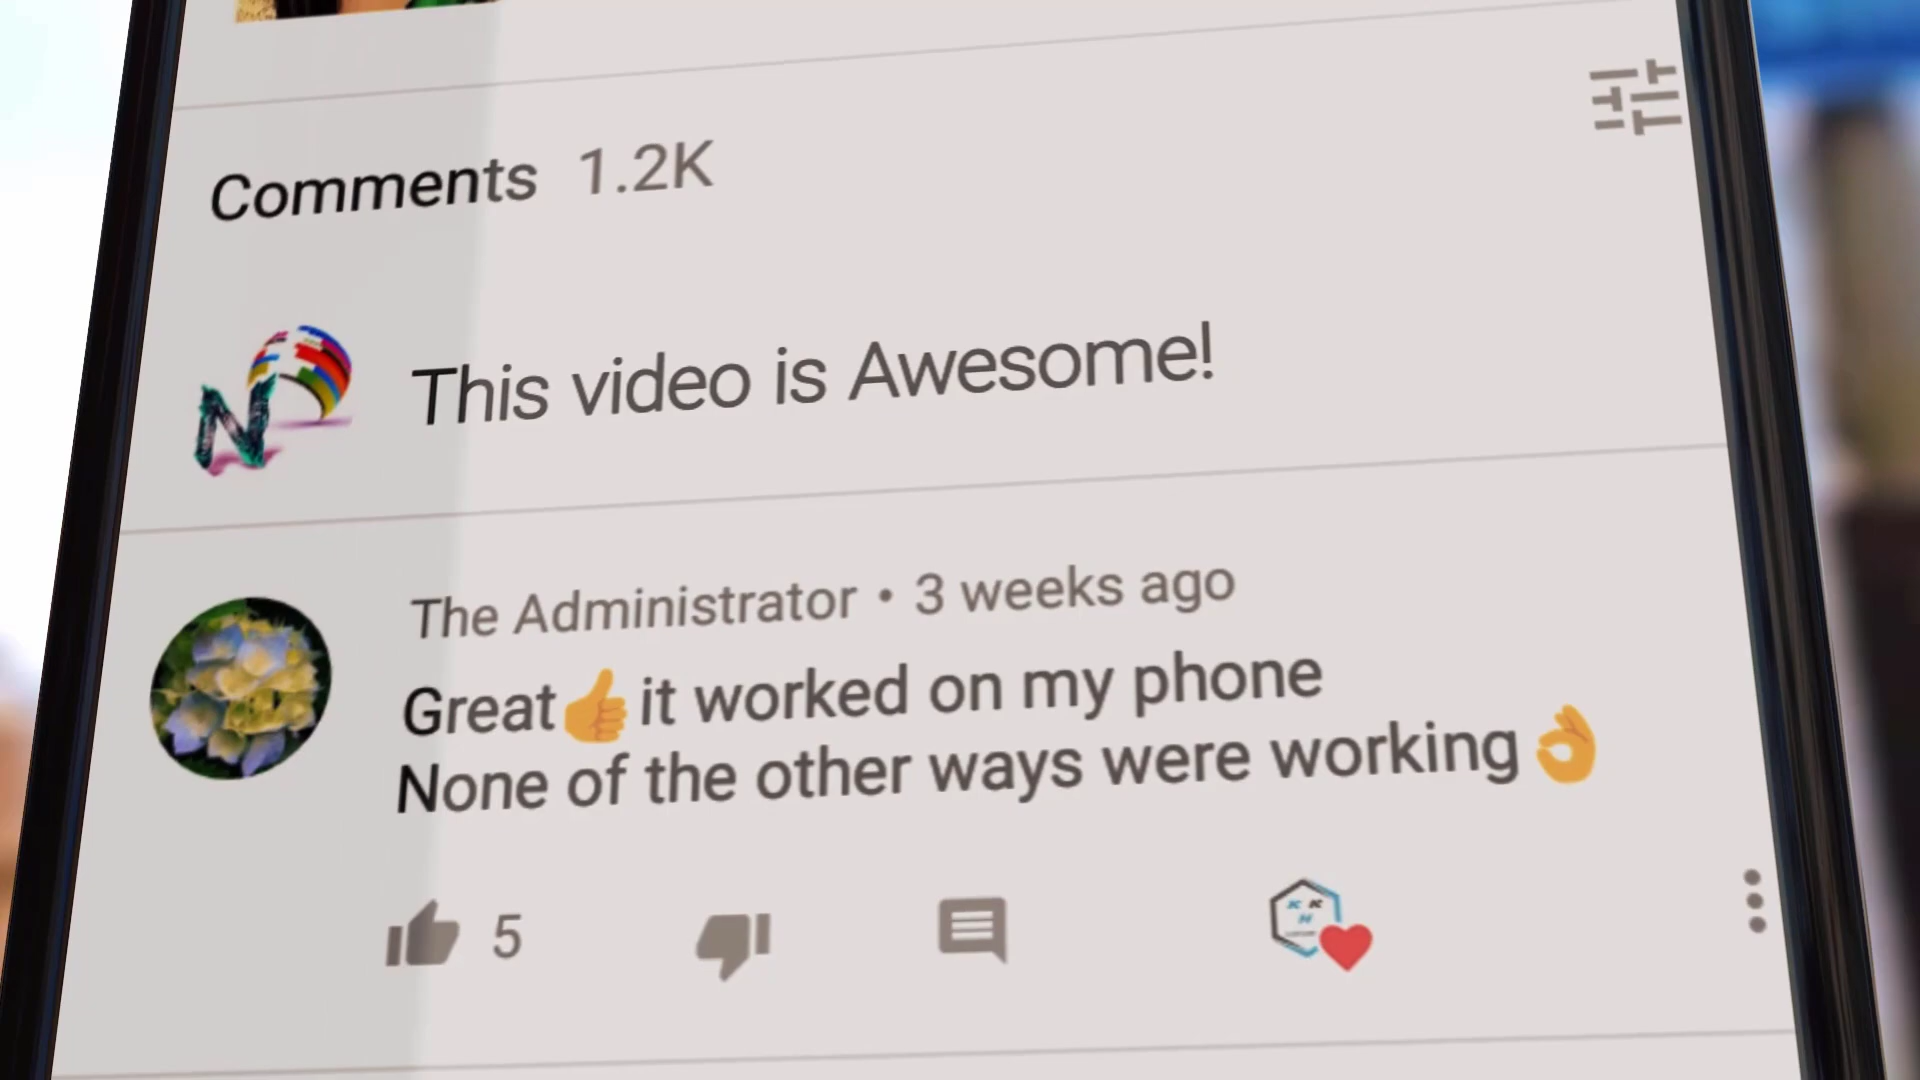 Comments 1.2K
This video is Awesome!
The Administrator • 3 weeks ago
Great👍it worked on my phone
None of the other ways were working👌
5
K K
H